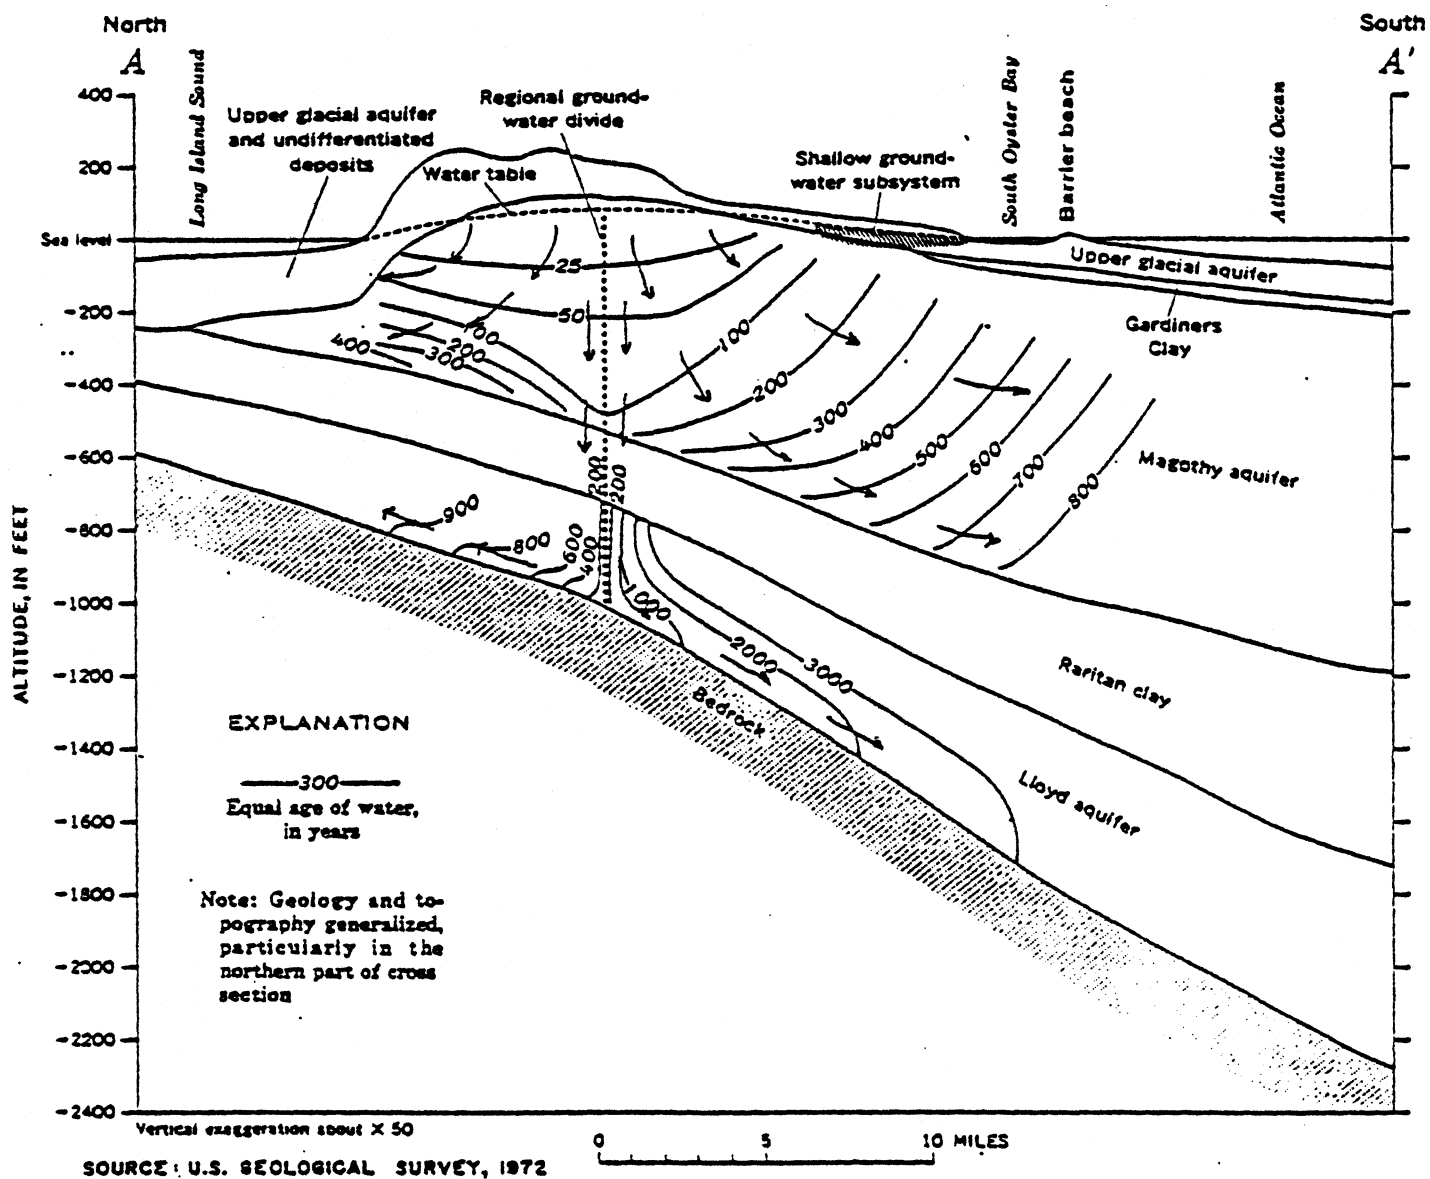 North
South
A
A'
Long Island Sound
South Oyster Bay
Barrier beach
Atlantic Ocean
Regional ground-
water divide
Upper glacial aquifer
and undifferentiated
deposits
Water table
Shallow ground-
water subsystem
400
200
Sea level
-200
-400
-600
-800
-1000
-1200
-1400
-1600
-1800
-2000
-2200
-2400
ALTITUDE, IN FEET
25
50
100
200
300
400
100
200
300
400
500
600
700
800
Upper glacial aquifer
Gardiners
Clay
Magothy aquifer
200
200
900
800
600
400
1000
2000
3000
Raritan clay
Lloyd aquifer
Bedrock
EXPLANATION
300
Equal age of water,
in years
Note: Geology and to-
pography generalized,
particularly in the
northern part of cross
section
Vertical exaggeration about X 50
0 5 10 MILES
SOURCE: U.S. GEOLOGICAL SURVEY, 1972